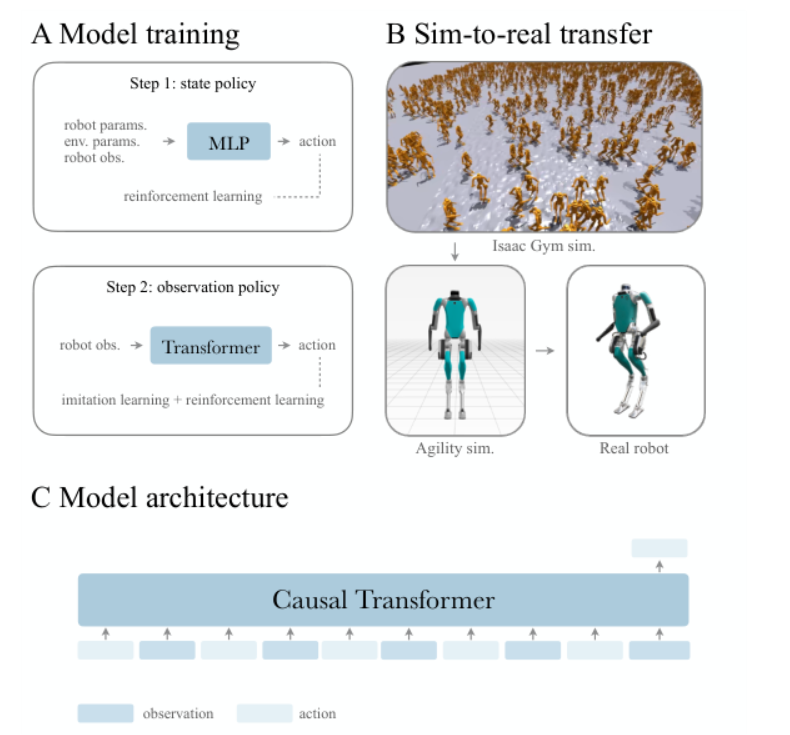 A Model training
B Sim-to-real transfer
Step 1: state policy
robot params.
env. params.
robot obs.
MLP
action
reinforcement learning
Isaac Gym sim.
Step 2: observation policy
robot obs.
Transformer
action
imitation learning + reinforcement learning
Agility sim.
Real robot
C Model architecture
Causal Transformer
observation
action